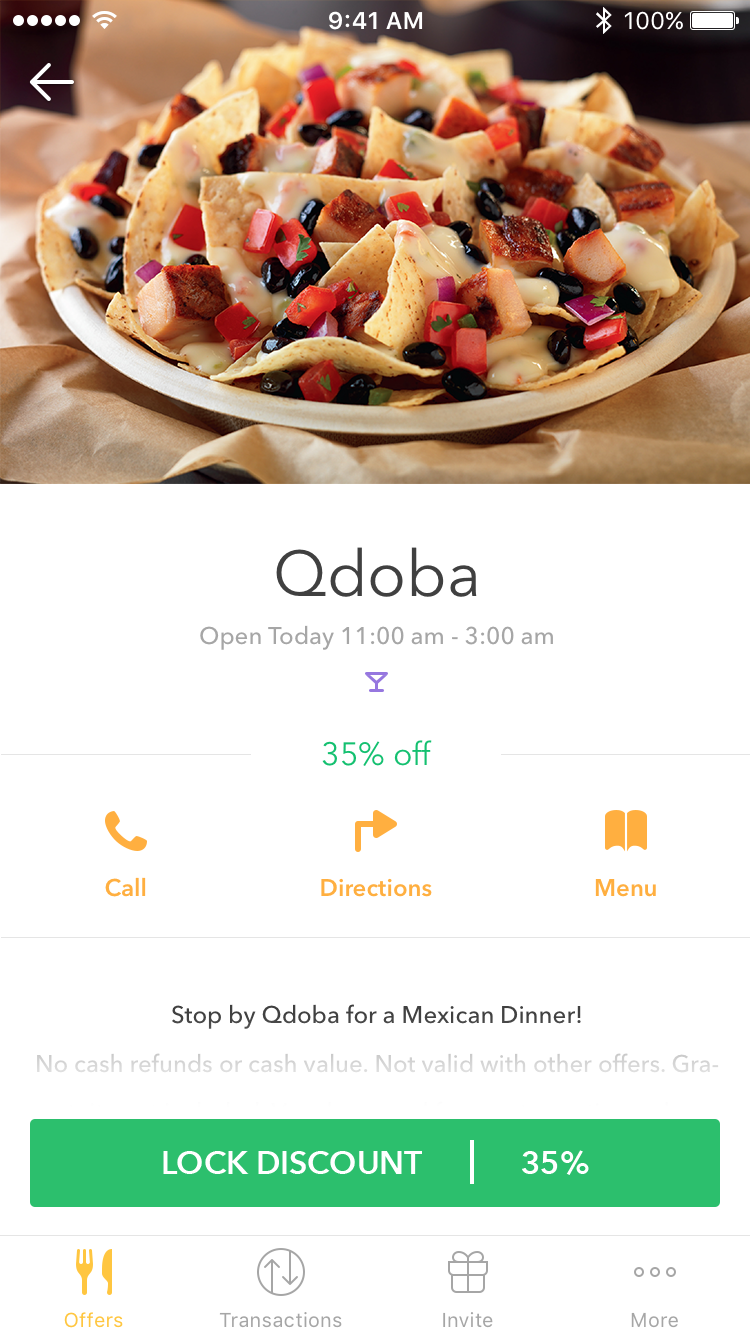 9:41 AM
100%
Qdoba
Open Today 11:00 am - 3:00 am
35% off
Call
Directions
Menu
Stop by Qdoba for a Mexican Dinner!
No cash refunds or cash value. Not valid with other offers. Gra-
LOCK DISCOUNT | 35%
Offers
Transactions
Invite
More